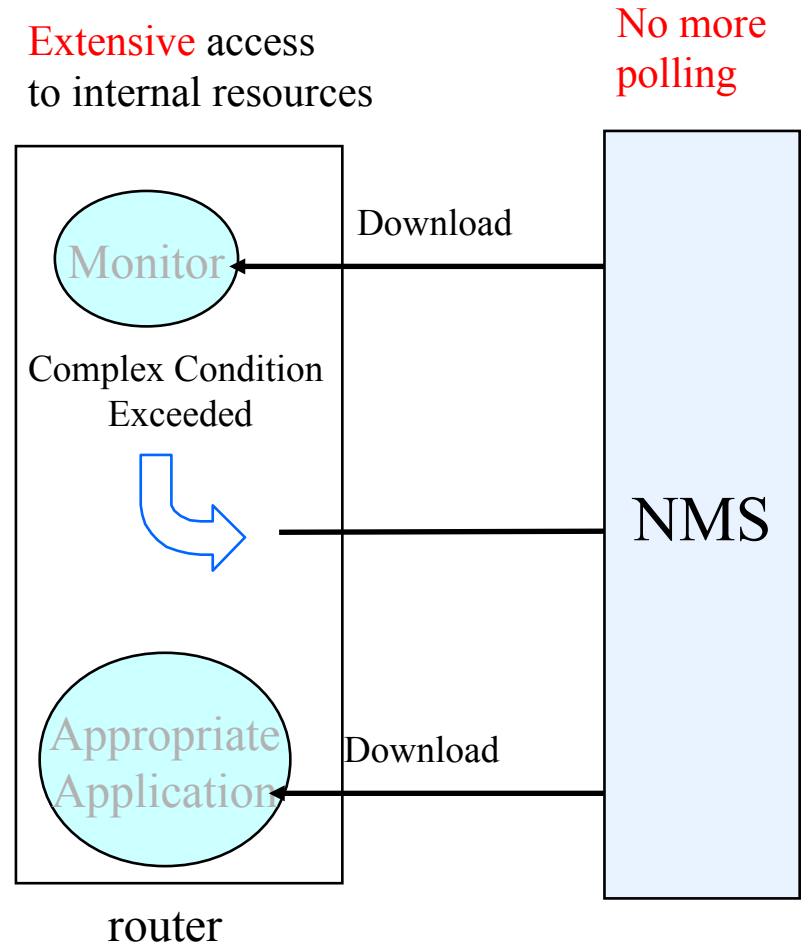 Extensive access
to internal resources
No more
polling
Download
Monitor
Complex Condition
Exceeded
NMS
Appropriate
Application
Download
router